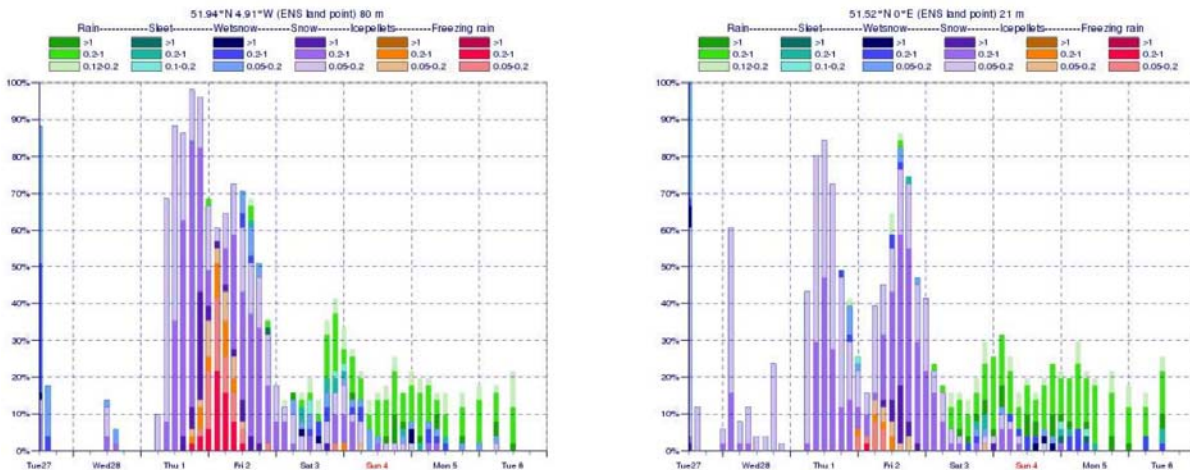 51.94°N 4.91°W (ENS land point) 80 m
Rain---------Sleet---------Wetsnow--------Snow-------Icepellets-------Freezing rain
>1 >1 >1 >1 >1 >1
0.2-1 0.2-1 0.2-1 0.2-1 0.2-1 0.2-1
0.12-0.2 0.1-0.2 0.05-0.2 0.05-0.2 0.05-0.2 0.05-0.2
100%
90%
80%
70%
60%
50%
40%
30%
20%
10%
0%
Tue27 Wed28 Thu 1 Fri 2 Sat 3 Sun 4 Mon 5 Tue 6
51.52°N 0°E (ENS land point) 21 m
Rain---------Sleet---------Wetsnow--------Snow-------Icepellets-------Freezing rain
>1 >1 >1 >1 >1 >1
0.2-1 0.2-1 0.2-1 0.2-1 0.2-1 0.2-1
0.12-0.2 0.1-0.2 0.05-0.2 0.05-0.2 0.05-0.2 0.05-0.2
100%
90%
80%
70%
60%
50%
40%
30%
20%
10%
0%
Tue27 Wed28 Thu 1 Fri 2 Sat 3 Sun 4 Mon 5 Tue 6